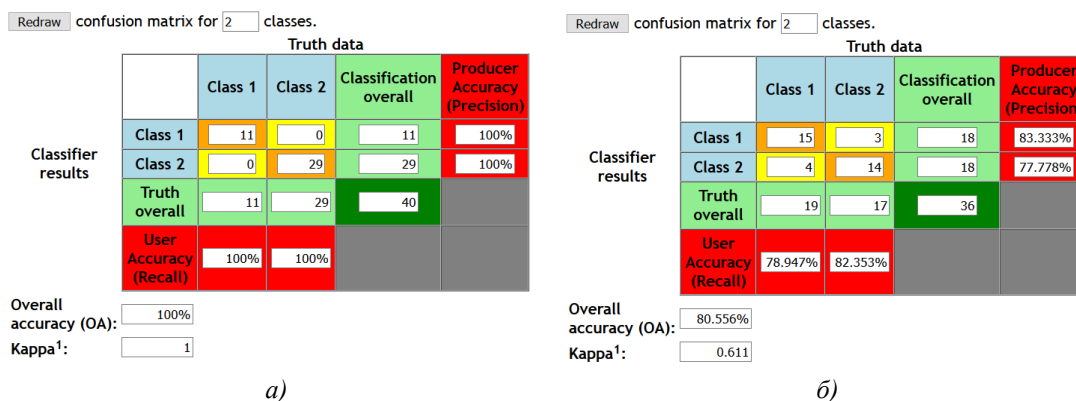 Redraw confusion matrix for 2 classes.
Truth data
Class 1 Class 2 Classification overall Producer Accuracy (Precision)
Classifier results
Class 1 11 0 11 100%
Class 2 0 29 29 100%
Truth overall 11 29 40
User Accuracy (Recall) 100% 100%
Overall accuracy (OA): 100%
Kappa1: 1
а)
Redraw confusion matrix for 2 classes.
Truth data
Class 1 Class 2 Classification overall Producer Accuracy (Precision
Classifier results
Class 1 15 3 18 83.333%
Class 2 4 14 18 77.778%
Truth overall 19 17 36
User Accuracy (Recall) 78.947% 82.353%
Overall accuracy (OA): 80.556%
Kappa1: 0.611
б)